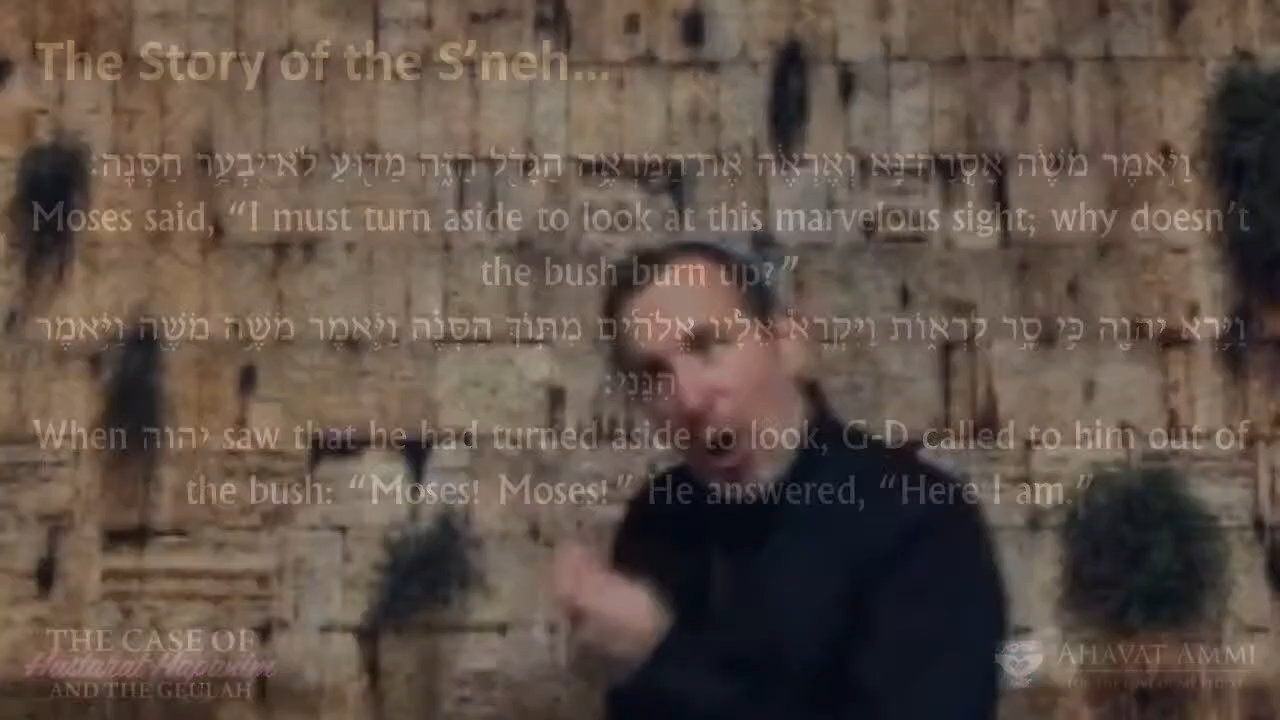 The Story of the S’neh...
וַיֹּ֣אמֶר מֹשֶׁ֔ה אָסֻֽרָה־נָּ֣א וְאֶרְאֶ֔ה אֶת־הַמַּרְאֶ֥ה הַגָּדֹ֖ל הַזֶּ֑ה מַדּ֖וּעַ לֹא־יִבְעַ֥ר הַסְּנֶֽה׃
Moses said, “I must turn aside to look at this marvelous sight; why doesn’t
the bush burn up?”
וַיַּ֥רְא יְהוָ֖ה כִּ֣י סָ֣ר לִרְא֑וֹת וַיִּקְרָא֩ אֵלָ֨יו אֱלֹהִ֜ים מִתּ֣וֹךְ הַסְּנֶ֗ה וַיֹּ֛אמֶר מֹשֶׁ֥ה מֹשֶׁ֖ה וַיֹּ֥אמֶר
הִנֵּֽנִי׃
When יהוה saw that he had turned aside to look, G-D called to him out of
the bush: “Moses! Moses!” He answered, “Here I am.”
THE CASE OF
Hastarat Hapanim
AND THE GEULAH
AHAVAT AMMI